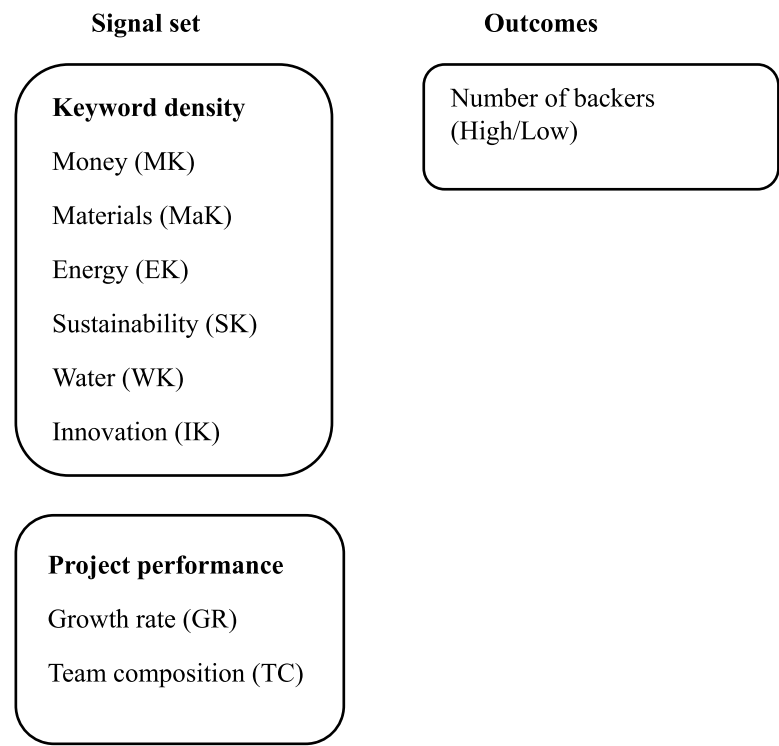 Signal set
Keyword density
Money (MK)
Materials (MaK)
Energy (EK)
Sustainability (SK)
Water (WK)
Innovation (IK)
Project performance
Growth rate (GR)
Team composition (TC)
Outcomes
Number of backers
(High/Low)